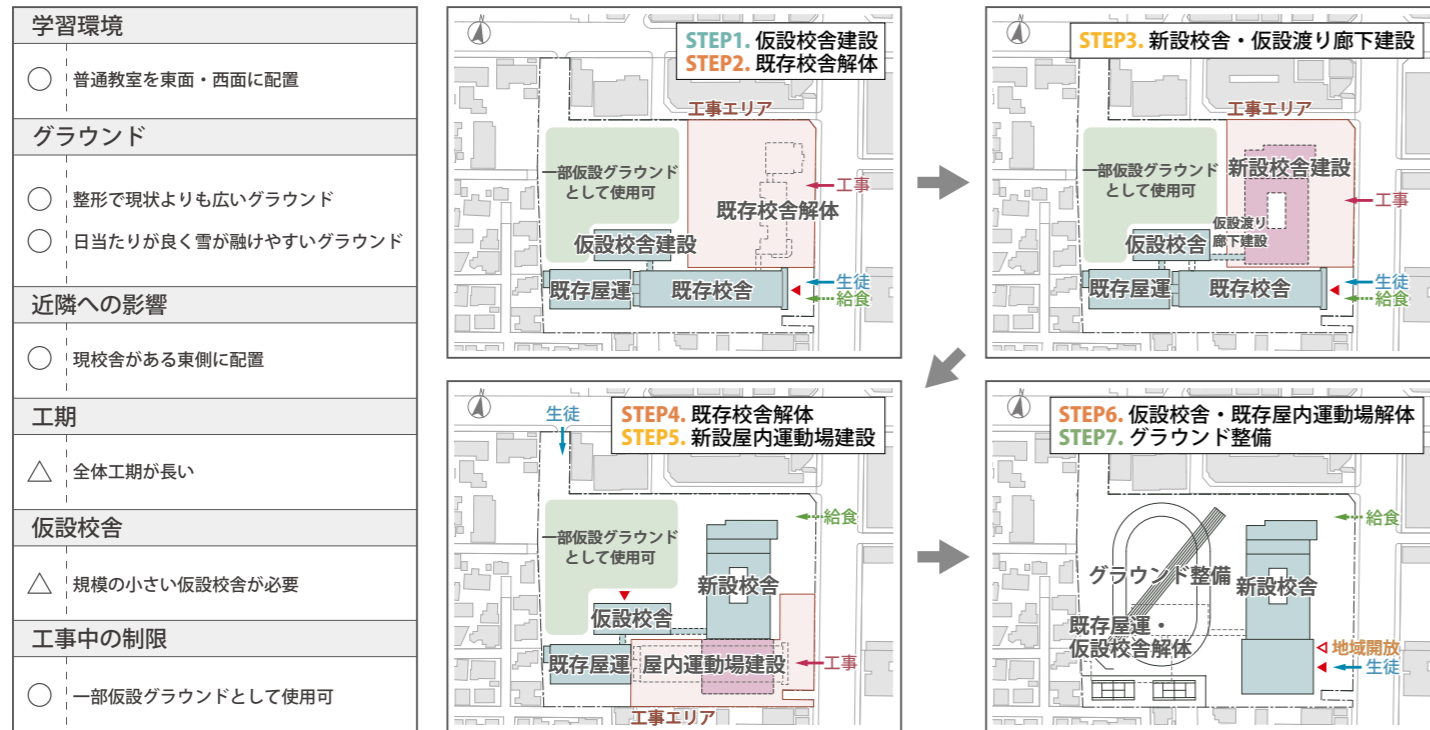 学習環境
○ 普通教室を東面・西面に配置
グラウンド
○ 整形で現状よりも広いグラウンド
○ 日当たりが良く雪が融けやすいグラウンド
近隣への影響
○ 現校舎がある東側に配置
工期
△ 全体工期が長い
仮設校舎
△ 規模の小さい仮設校舎が必要
工事中の制限
○ 一部仮設グラウンドとして使用可
N
STEP1. 仮設校舎建設
STEP2. 既存校舎解体
工事エリア
一部仮設グラウンド
として使用可
工事
既存校舎解体
仮設校舎建設
既存屋運
既存校舎
生徒
給食
N
STEP3. 新設校舎・仮設渡り廊下建設
工事エリア
一部仮設グラウンド
として使用可
新設校舎建設
工事
仮設渡り
廊下建設
仮設校舎
既存屋運
既存校舎
生徒
給食
N
生徒
STEP4. 既存校舎解体
STEP5. 新設屋内運動場建設
一部仮設グラウンド
として使用可
給食
新設校舎
仮設校舎
既存屋運
屋内運動場建設
工事
工事エリア
N
STEP6. 仮設校舎・既存屋内運動場解体
STEP7. グラウンド整備
給食
グラウンド整備
新設校舎
既存屋運・
仮設校舎解体
地域開放
生徒